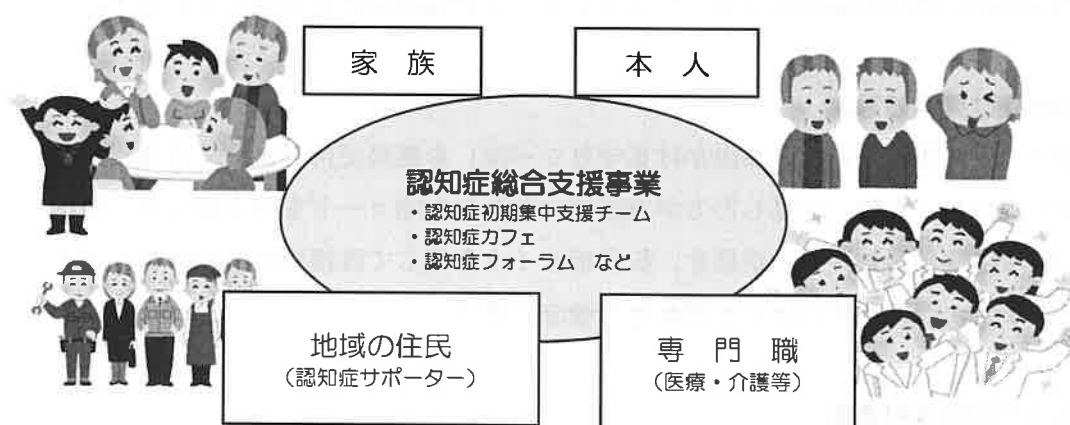 家 族
本 人
認知症総合支援事業
・認知症初期集中支援チーム
・認知症カフェ
・認知症フォーラム など
地域の住民
（認知症サポーター）
専 門 職
（医療・介護等）